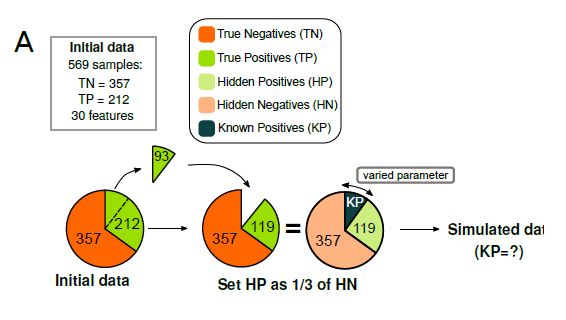 A
Initial data
569 samples:
TN = 357
TP = 212
30 features
True Negatives (TN)
True Positives (TP)
Hidden Positives (HP)
Hidden Negatives (HN)
Known Positives (KP)
93
varied parameter
357
212
357
119
=
KP
357
119
Simulated dat
(KP=?)
Initial data
Set HP as 1/3 of HN